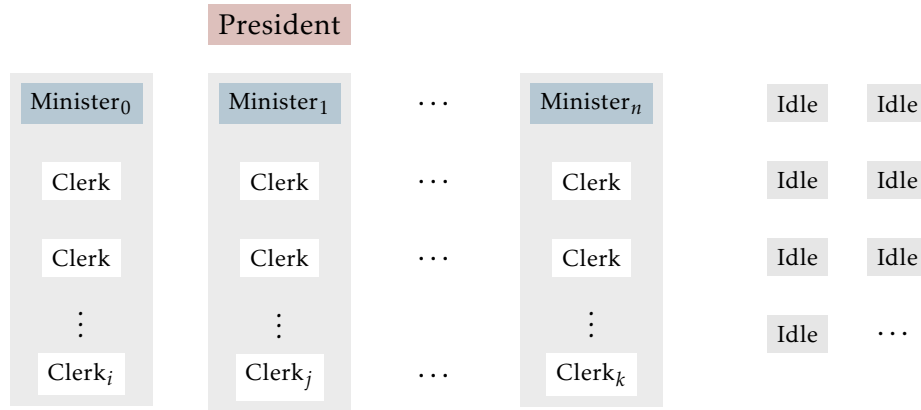 President
Minister₀ Minister₁ ⋯ Ministerₙ Idle Idle
Clerk Clerk ⋯ Clerk Idle Idle
Clerk Clerk ⋯ Clerk Idle Idle
⋮ ⋮ ⋮ Idle ⋯
Clerkᵢ Clerkⱼ ⋯ Clerkₖ